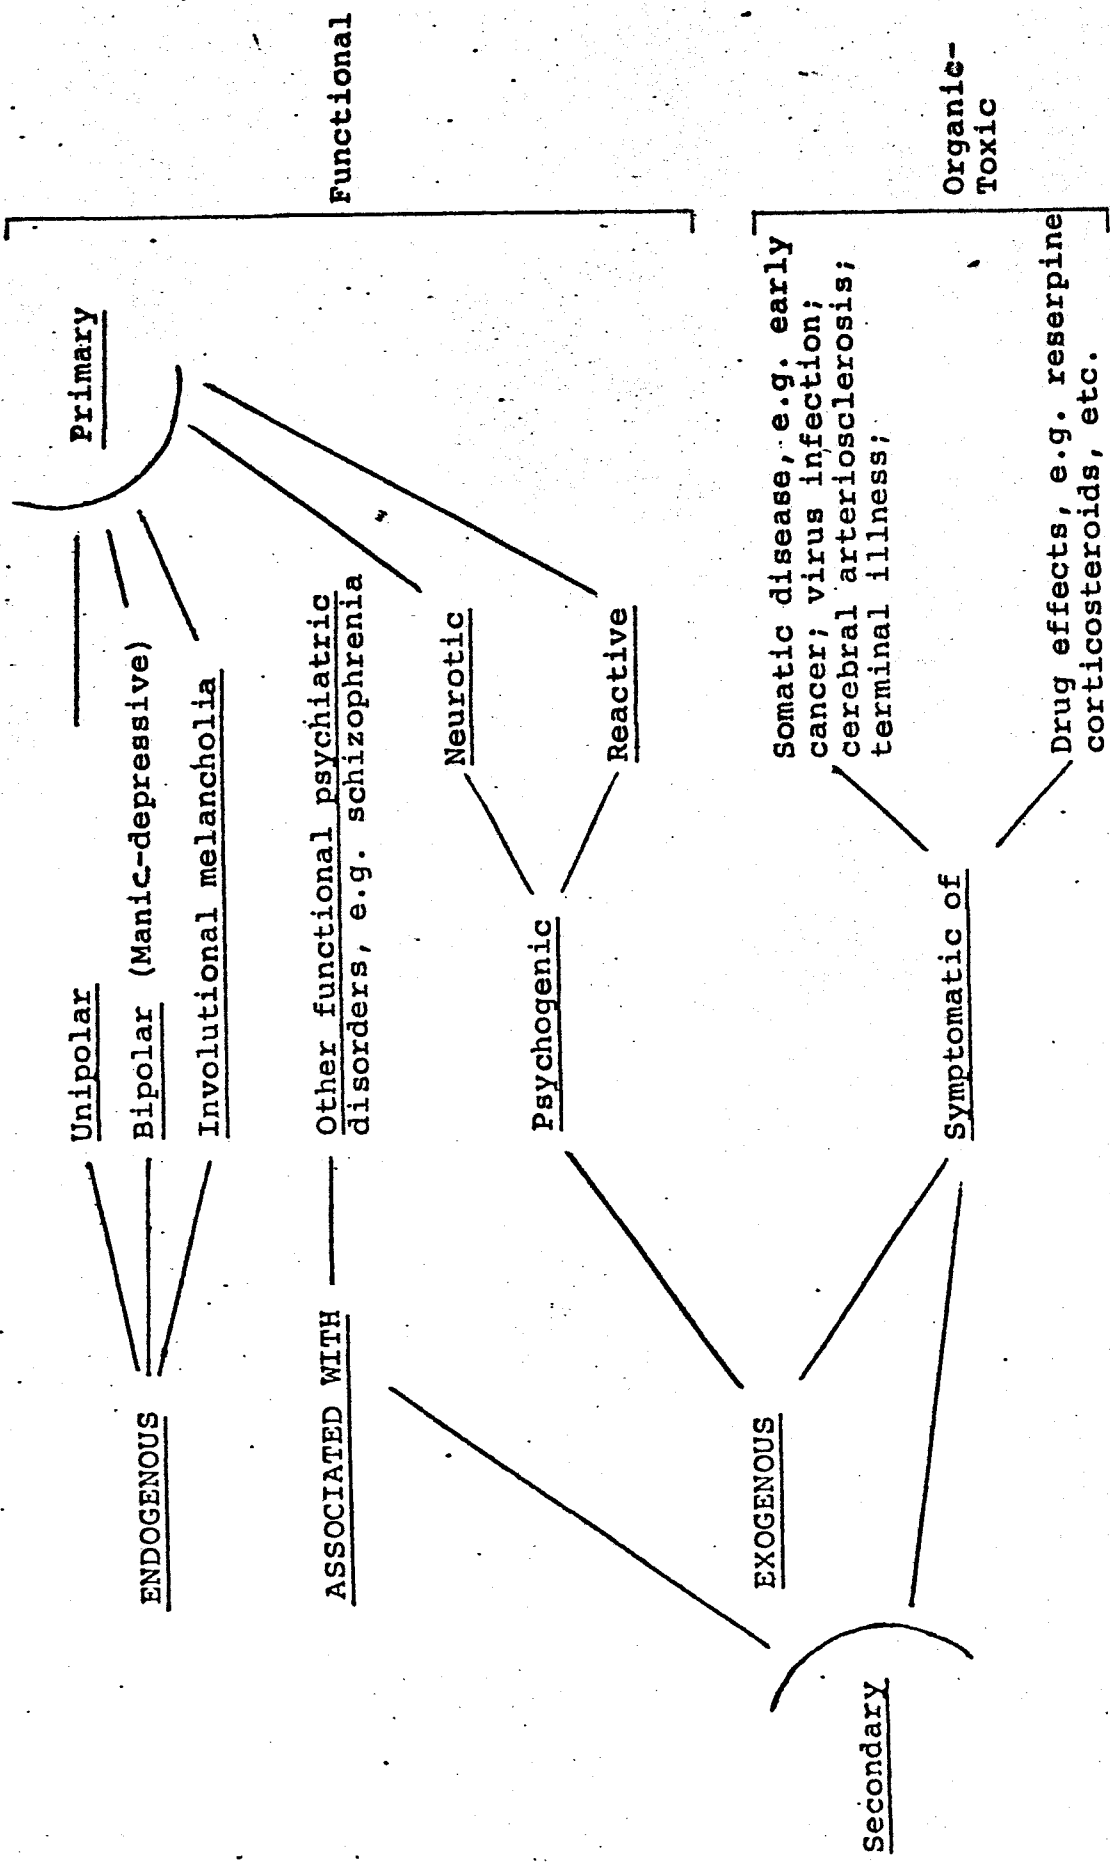 Primary
Unipolar
Bipolar (Manic-depressive)
ENDOGENOUS
Involutional melancholia
Functional
ASSOCIATED WITH
Other functional psychiatric
disorders, e.g. schizophrenia
Neurotic
Psychogenic
Reactive
EXOGENOUS
Somatic disease, e.g. early
cancer; virus infection;
cerebral arteriosclerosis;
terminal illness;
Secondary
Symptomatic of
Organic-
Toxic
Drug effects, e.g. reserpine
corticosteroids, etc.